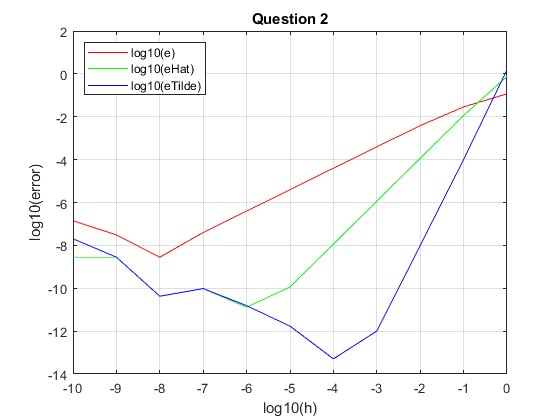 Question 2
log10(e)
log10(eHat)
log10(eTilde)
2
0
-2
-4
-6
-8
-10
-12
-14
log10(error)
-10 -9 -8 -7 -6 -5 -4 -3 -2 -1 0
log10(h)